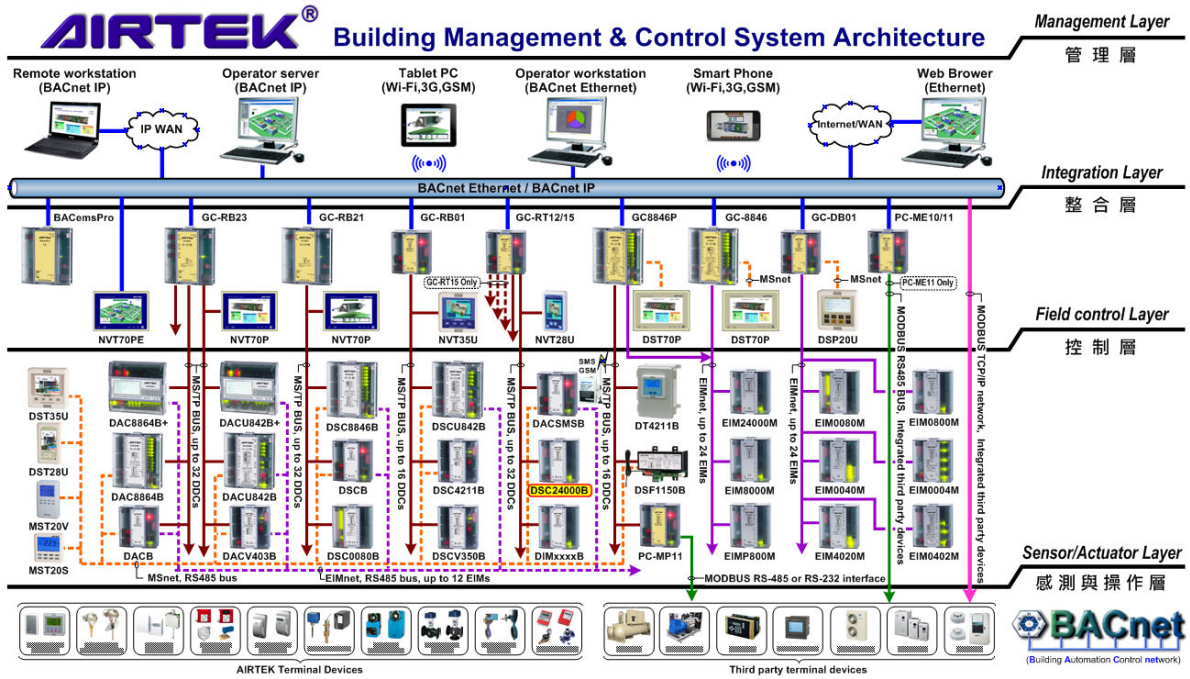 AIRTEK®
Building Management & Control System Architecture
Management Layer
管理層
Remote workstation
(BACnet IP)
Operator server
(BACnet IP)
Tablet PC
(Wi-Fi,3G,GSM)
Operator workstation
(BACnet Ethernet)
Smart Phone
(Wi-Fi,3G,GSM)
Web Brower
(Ethernet)
IP WAN
Internet/WAN
BACnet Ethernet / BACnet IP
Integration Layer
整合層
BACemsPro
GC-RB23
GC-RB21
GC-RB01
GC-RT12/15
GC8846P
GC-8846
GC-DB01
PC-ME10/11
GC-RT15 Only
MSnet
MSnet
PC-ME11 Only
NVT70PE
NVT70P
NVT70P
NVT35U
NVT28U
DST70P
DST70P
DSP20U
Field control Layer
控制層
SMS
GSM
DST35U
DAC8864B+
DACU842B+
DSC8846B
DSCU842B
DACSMSB
DT4211B
EIM24000M
EIM0080M
EIM0800M
DST28U
DAC8864B
DACU842B
DSCB
DSC4211B
DSC24000B
DSF1150B
EIM8000M
EIM0040M
EIM0004M
MST20V
MST20S
DACB
DACV403B
DSC0080B
DSCV350B
DIMxxxxB
PC-MP11
EIMP800M
EIM4020M
EIM0402M
MS/TP BUS, up to 32 DDCs
MS/TP BUS, up to 32 DDCs
MS/TP BUS, up to 16 DDCs
MS/TP BUS, up to 32 DDCs
MS/TP BUS, up to 16 DDCs
EIMnet, up to 24 EIMs
EIMnet, up to 24 EIMs
MODBUS RS485 BUS, Integrated third party devices
MODBUS TCP/IP network, Integrated third party devices
MSnet, RS485 bus
EIMnet, RS485 bus, up to 12 EIMs
MODBUS RS-485 or RS-232 interface
Sensor/Actuator Layer
感測與操作層
AIRTEK Terminal Devices
Third party terminal devices
BACnet
(Building Automation Control network)